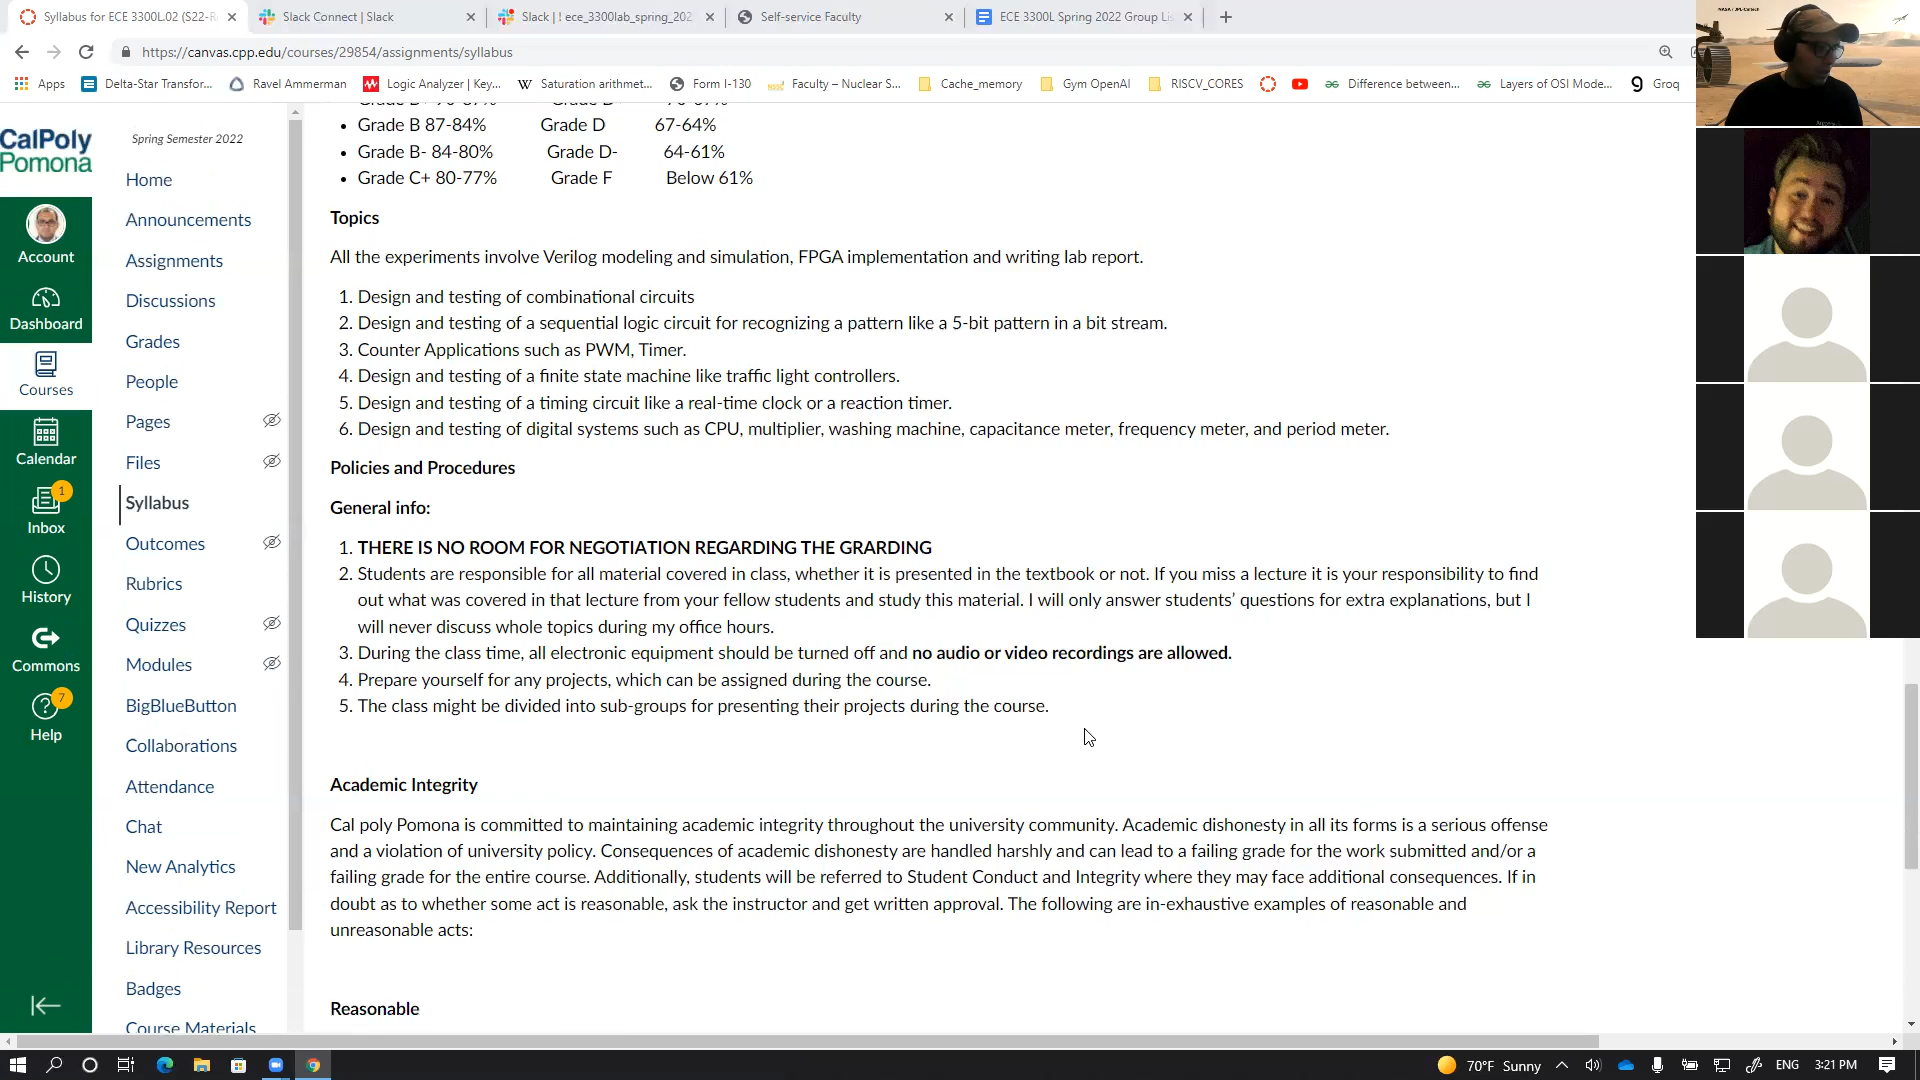 Syllabus for ECE 3300L.02 (S22-R
Slack Connect | Slack
Slack | ! ece_3300lab_spring_202
Self-service Faculty
ECE 3300L Spring 2022 Group Lis
https://canvas.cpp.edu/courses/29854/assignments/syllabus
Apps
Delta-Star Transfor...
Ravel Ammerman
Logic Analyzer | Key...
Saturation arithmet...
Form I-130
Faculty – Nuclear S...
Cache_memory
Gym OpenAI
RISCV_CORES
Difference between...
Layers of OSI Mode...
Groq
NASA / JPL-Caltech
CalPoly
Pomona
Account
Dashboard
Courses
Calendar
1
Inbox
History
Commons
7
Help
Spring Semester 2022
Home
Announcements
Assignments
Discussions
Grades
People
Pages
Files
Syllabus
Outcomes
Rubrics
Quizzes
Modules
BigBlueButton
Collaborations
Attendance
Chat
New Analytics
Accessibility Report
Library Resources
Badges
Course Materials
• Grade B 87-84% Grade D 67-64%
• Grade B- 84-80% Grade D- 64-61%
• Grade C+ 80-77% Grade F Below 61%
Topics
All the experiments involve Verilog modeling and simulation, FPGA implementation and writing lab report.
1. Design and testing of combinational circuits
2. Design and testing of a sequential logic circuit for recognizing a pattern like a 5-bit pattern in a bit stream.
3. Counter Applications such as PWM, Timer.
4. Design and testing of a finite state machine like traffic light controllers.
5. Design and testing of a timing circuit like a real-time clock or a reaction timer.
6. Design and testing of digital systems such as CPU, multiplier, washing machine, capacitance meter, frequency meter, and period meter.
Policies and Procedures
General info:
1. THERE IS NO ROOM FOR NEGOTIATION REGARDING THE GRARDING
2. Students are responsible for all material covered in class, whether it is presented in the textbook or not. If you miss a lecture it is your responsibility to find
out what was covered in that lecture from your fellow students and study this material. I will only answer students’ questions for extra explanations, but I
will never discuss whole topics during my office hours.
3. During the class time, all electronic equipment should be turned off and no audio or video recordings are allowed.
4. Prepare yourself for any projects, which can be assigned during the course.
5. The class might be divided into sub-groups for presenting their projects during the course.
Academic Integrity
Cal poly Pomona is committed to maintaining academic integrity throughout the university community. Academic dishonesty in all its forms is a serious offense
and a violation of university policy. Consequences of academic dishonesty are handled harshly and can lead to a failing grade for the work submitted and/or a
failing grade for the entire course. Additionally, students will be referred to Student Conduct and Integrity where they may face additional consequences. If in
doubt as to whether some act is reasonable, ask the instructor and get written approval. The following are in-exhaustive examples of reasonable and
unreasonable acts:
Reasonable
70°F Sunny
ENG
3:21 PM